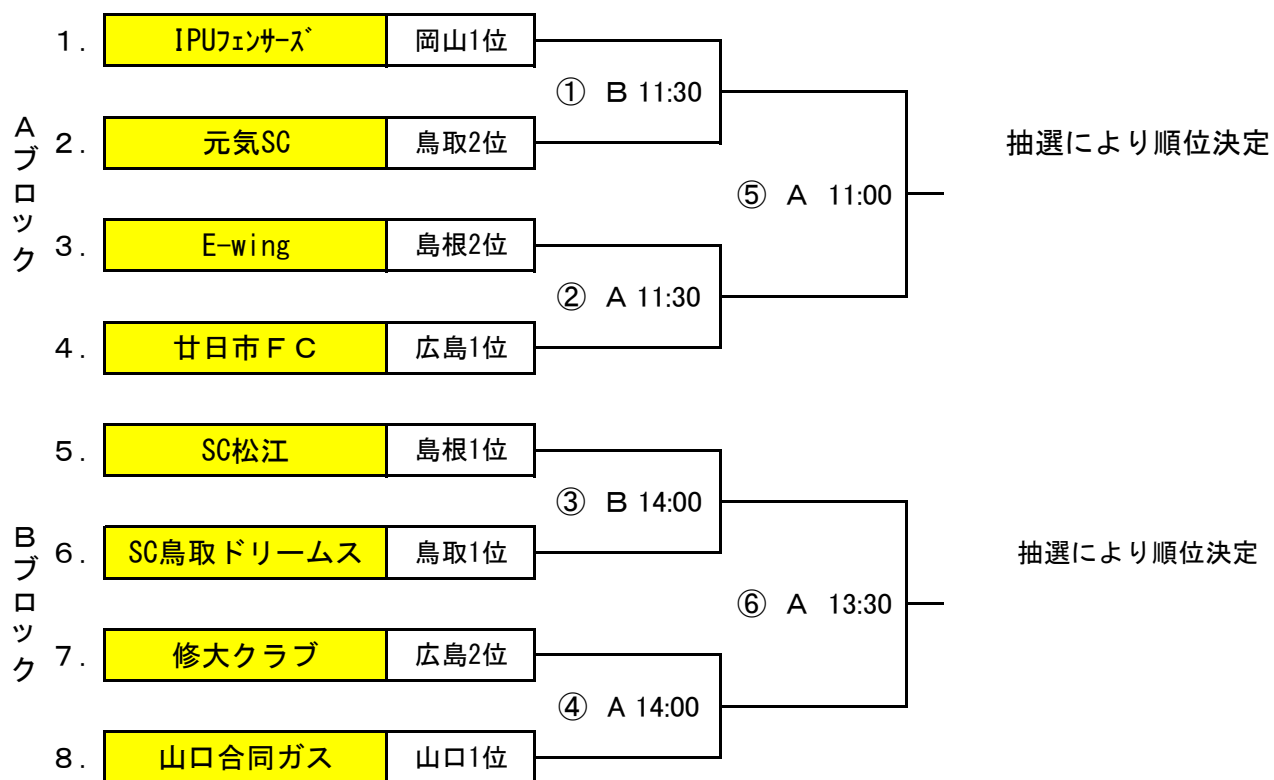 Aブロック
1. IPUフェンサーズ 岡山1位
① B 11:30
2. 元気SC 鳥取2位
抽選により順位決定
⑤ A 11:00
3. E-wing 島根2位
② A 11:30
4. 廿日市FC 広島1位
Bブロック
5. SC松江 島根1位
③ B 14:00
6. SC鳥取ドリームス 鳥取1位
抽選により順位決定
⑥ A 13:30
7. 修大クラブ 広島2位
④ A 14:00
8. 山口合同ガス 山口1位